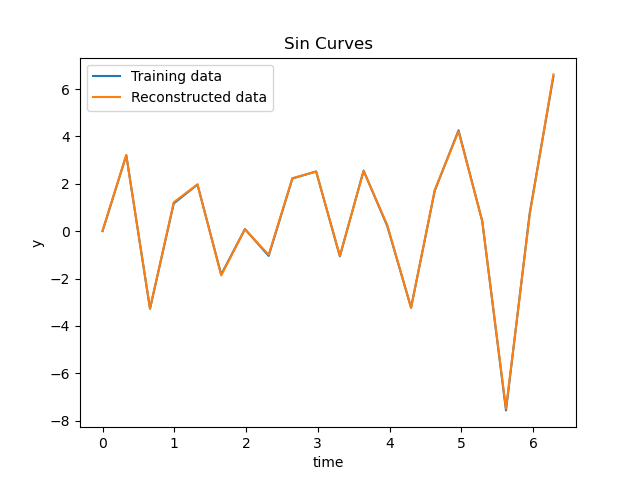 Sin Curves
Training data
Reconstructed data
6
4
2
0
−2
−4
−6
−8
y
0 1 2 3 4 5 6
time